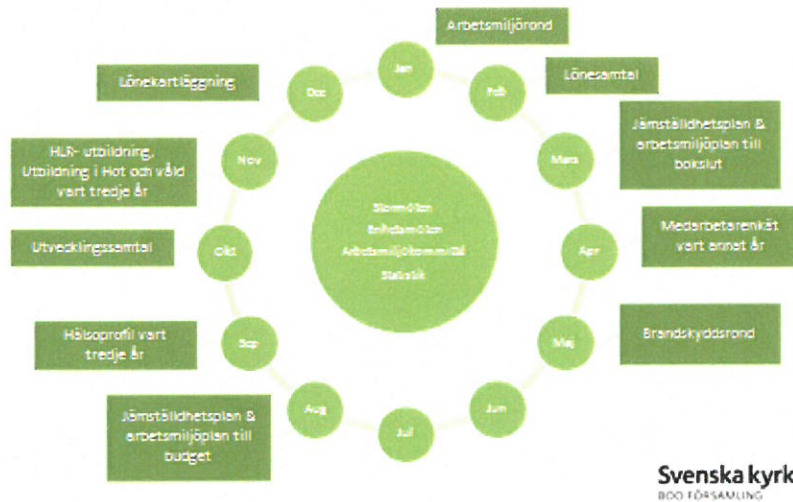 Arbetsmiljörond
Jan
Feb
Lönesamtal
Mars
Jämställdhetsplan &
arbetsmiljöplan till
bokslut
Apr
Medarbetarenkät
vart annat år
Maj
Brandskyddsrond
Jun
Jul
Aug
Jämställdhetsplan &
arbetsmiljöplan till
budget
Sep
Hälsoprofil vart
tredje år
Okt
Utvecklingssamtal
Nov
HLR- utbildning,
Utbildning i Hot och våld
vart tredje år
Dec
Lönekartläggning
Stormöten
Enhetsmöten
Arbetsmiljökommitté
Statistik
Svenska kyrk
BOO FÖRSAMLING